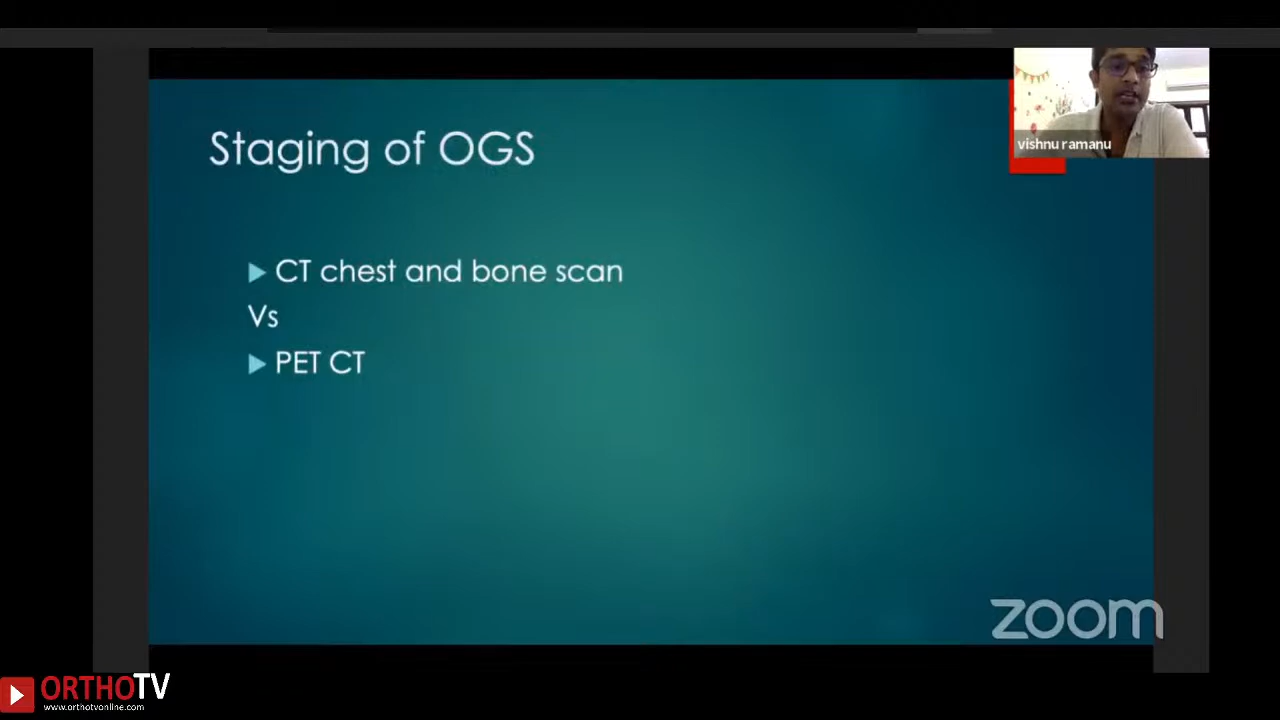 Staging of OGS
vishnu ramanu
CT chest and bone scan
Vs
PET CT
zoom
ORTHOTV
www.orthotvonline.com